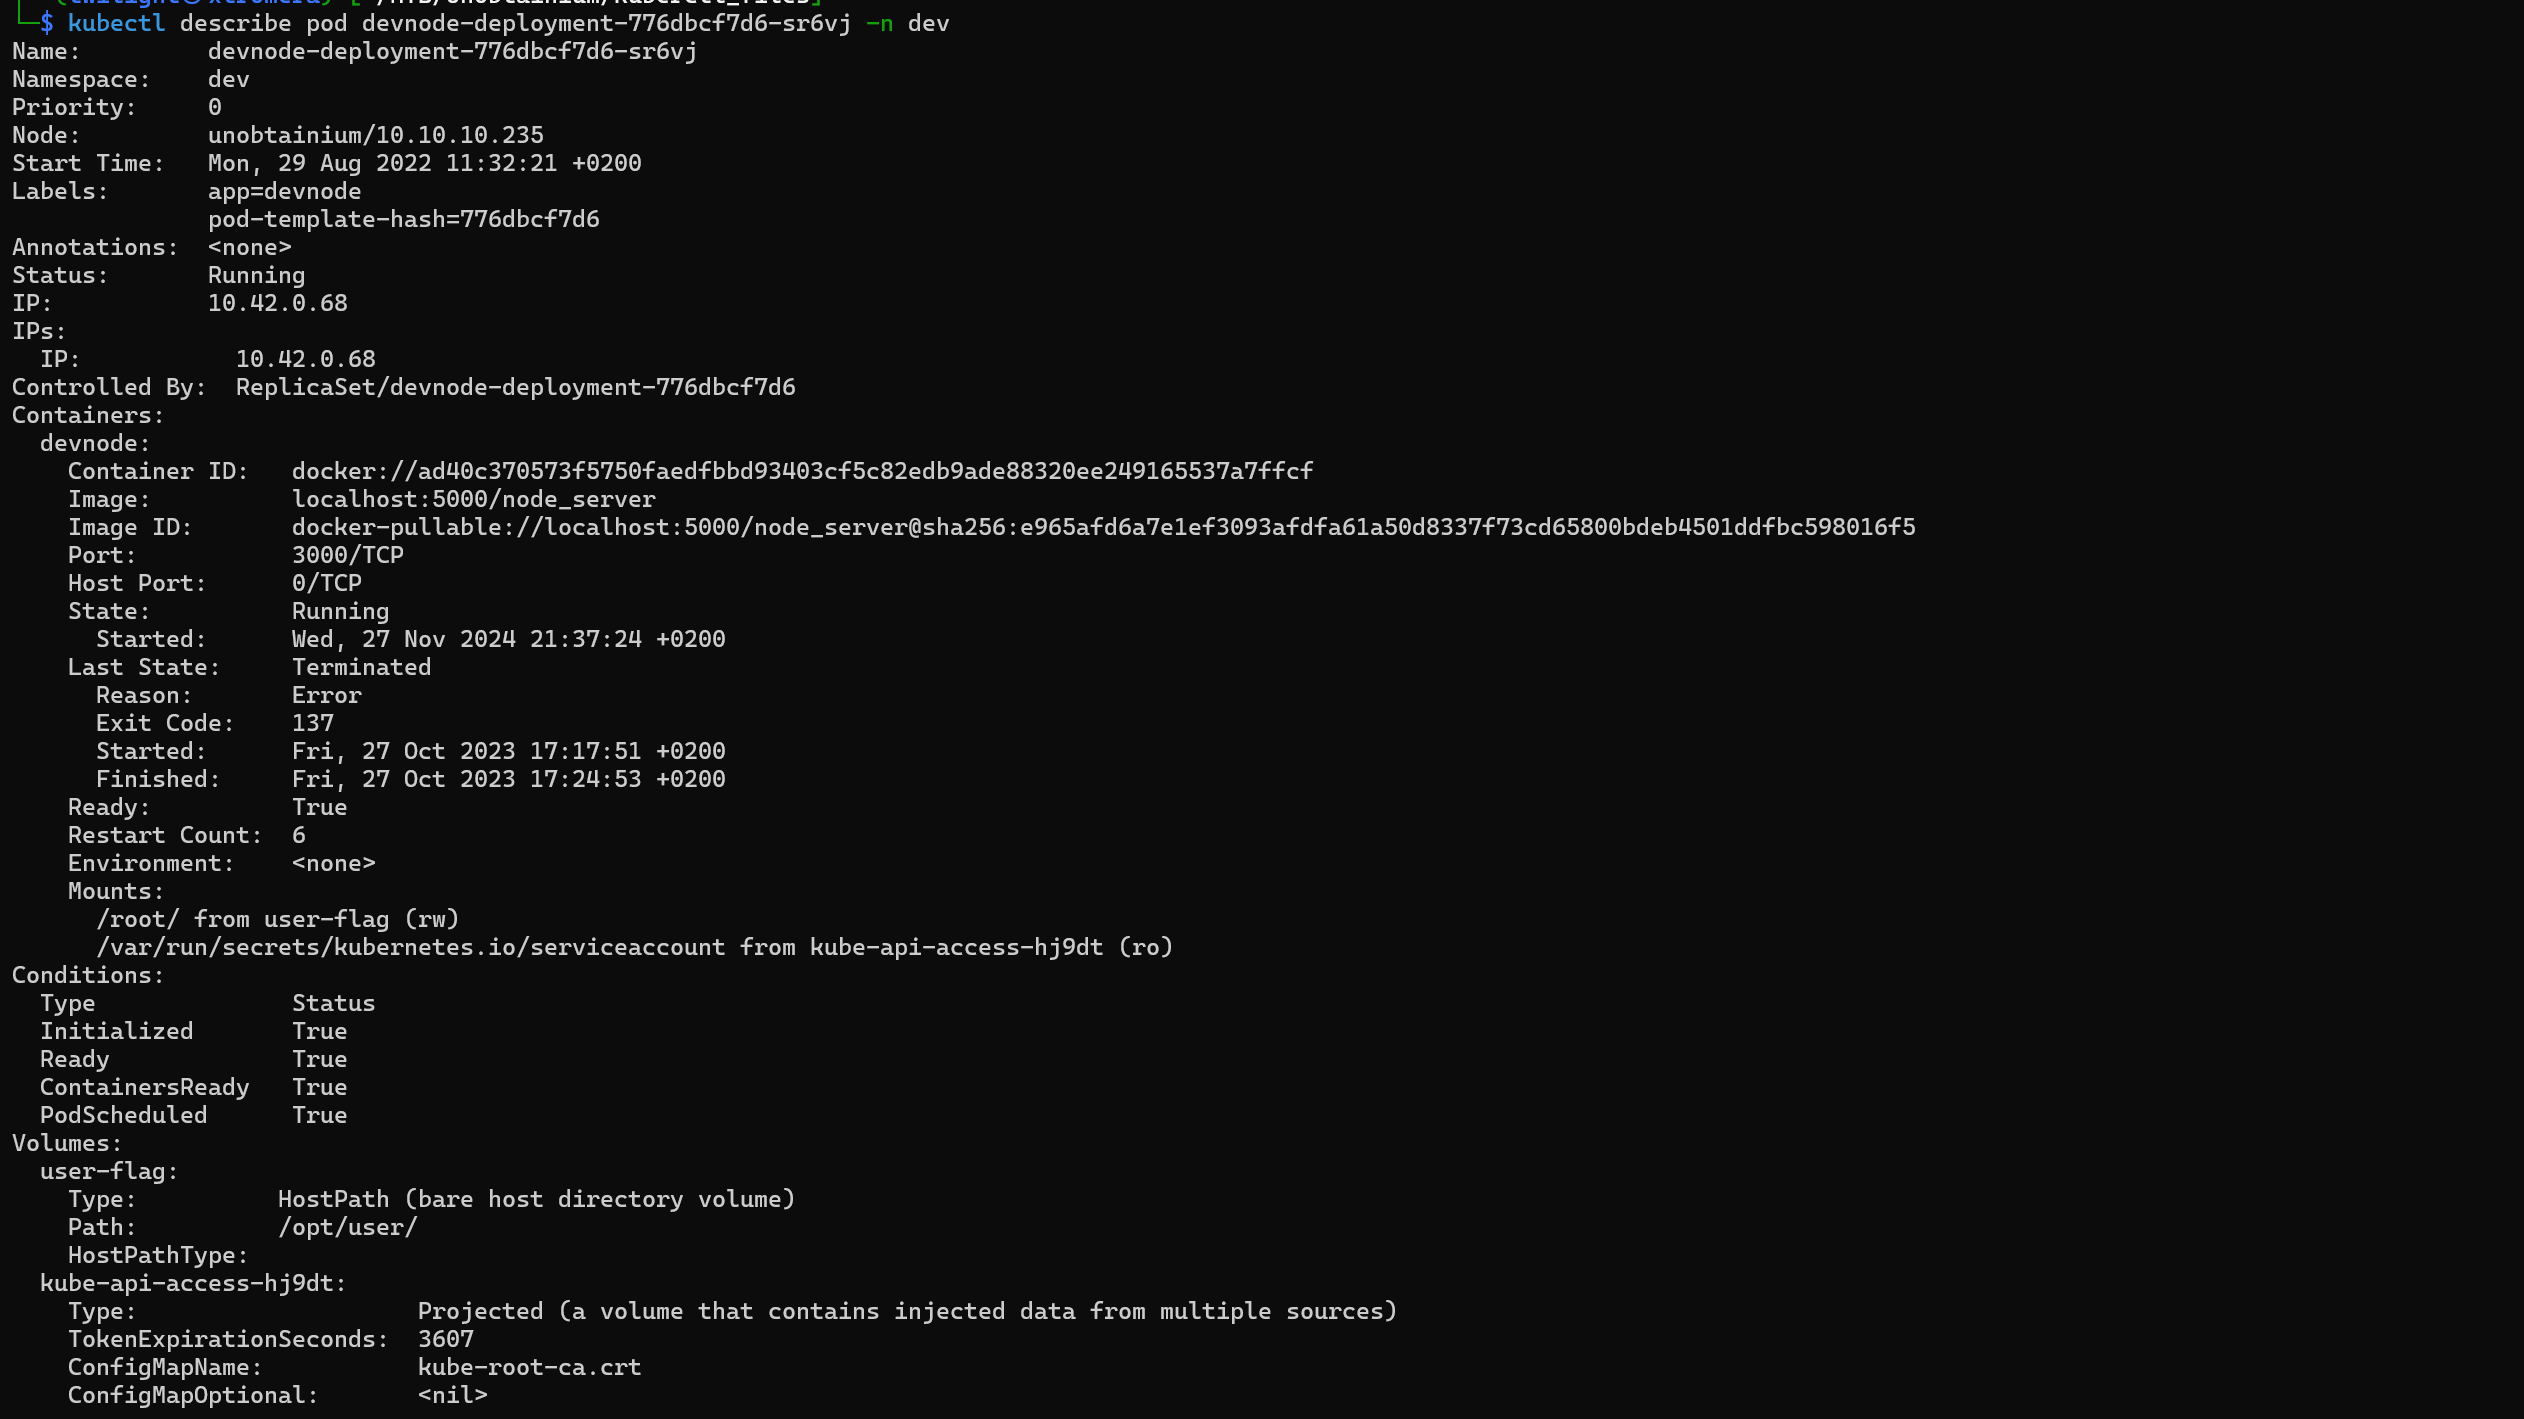 $ kubectl describe pod devnode-deployment-776dbcf7d6-sr6vj -n dev
Name:         devnode-deployment-776dbcf7d6-sr6vj
Namespace:    dev
Priority:     0
Node:         unobtainium/10.10.10.235
Start Time:   Mon, 29 Aug 2022 11:32:21 +0200
Labels:       app=devnode
              pod-template-hash=776dbcf7d6
Annotations:  <none>
Status:       Running
IP:           10.42.0.68
IPs:
  IP:           10.42.0.68
Controlled By:  ReplicaSet/devnode-deployment-776dbcf7d6
Containers:
  devnode:
    Container ID:   docker://ad40c370573f5750faedfbbd93403cf5c82edb9ade88320ee249165537a7ffcf
    Image:          localhost:5000/node_server
    Image ID:       docker-pullable://localhost:5000/node_server@sha256:e965afd6a7e1ef3093afdfa61a50d8337f73cd65800bdeb4501ddfbc598016f5
    Port:           3000/TCP
    Host Port:      0/TCP
    State:          Running
      Started:      Wed, 27 Nov 2024 21:37:24 +0200
    Last State:     Terminated
      Reason:       Error
      Exit Code:    137
      Started:      Fri, 27 Oct 2023 17:17:51 +0200
      Finished:     Fri, 27 Oct 2023 17:24:53 +0200
    Ready:          True
    Restart Count:  6
    Environment:    <none>
    Mounts:
      /root/ from user-flag (rw)
      /var/run/secrets/kubernetes.io/serviceaccount from kube-api-access-hj9dt (ro)
Conditions:
  Type              Status
  Initialized       True
  Ready             True
  ContainersReady   True
  PodScheduled      True
Volumes:
  user-flag:
    Type:          HostPath (bare host directory volume)
    Path:          /opt/user/
    HostPathType:
  kube-api-access-hj9dt:
    Type:                    Projected (a volume that contains injected data from multiple sources)
    TokenExpirationSeconds:  3607
    ConfigMapName:           kube-root-ca.crt
    ConfigMapOptional:       <nil>